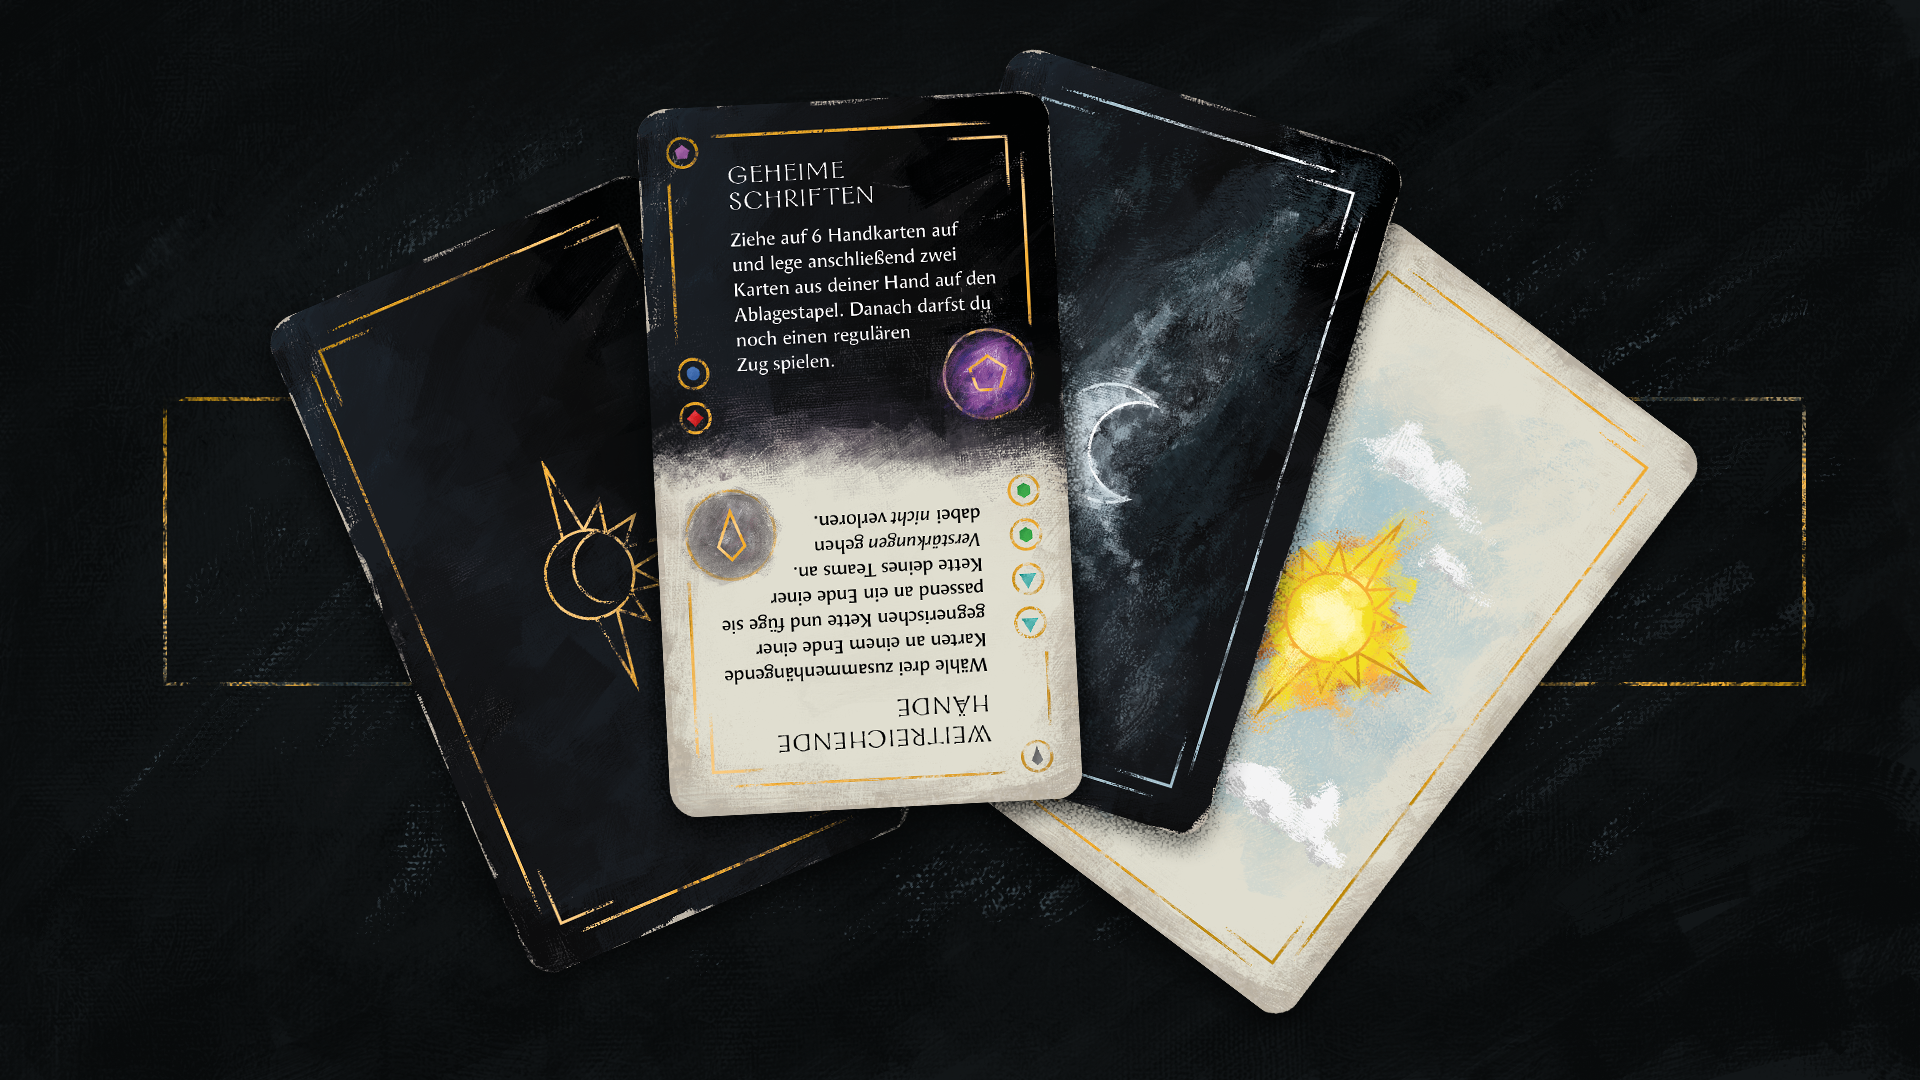 GEHEIME
SCHRIFTEN
Ziehe auf 6 Handkarten auf
und lege anschließend zwei
Karten aus deiner Hand auf den
Ablagestapel. Danach darfst du
noch einen regulären
Zug spielen.
WEITREICHENDE
HÄNDE
Wähle drei zusammenhängende
Karten an einem Ende einer
gegnerischen Kette und füge sie
passend an ein Ende einer
Kette deines Teams an.
Verstärkungen gehen
dabei nicht verloren.